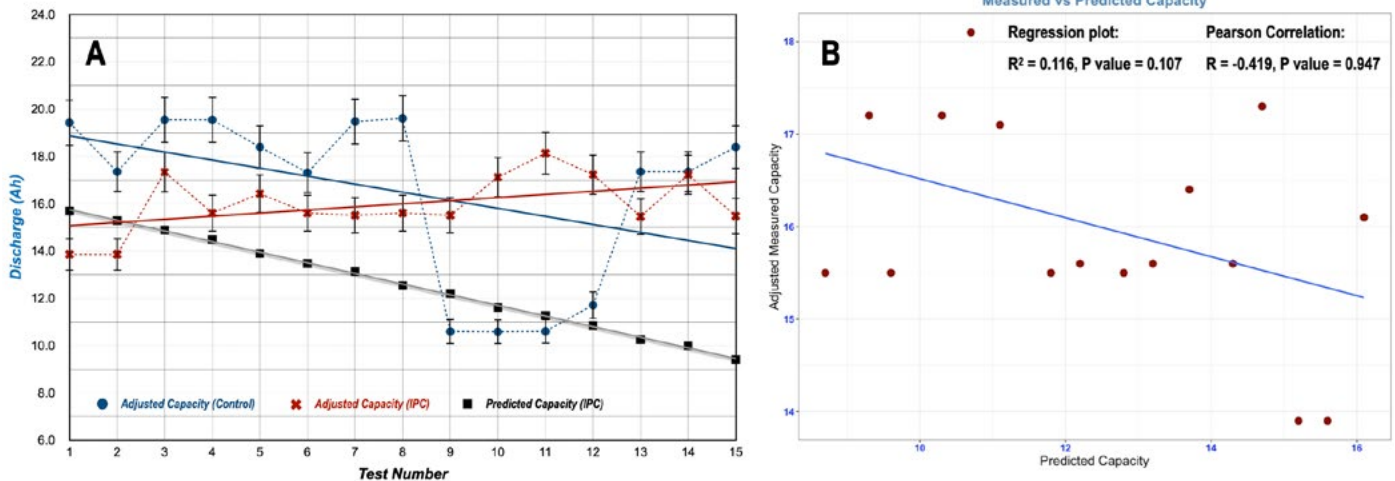 24.0
22.0
20.0
18.0
16.0
14.0
12.0
10.0
8.0
6.0
Discharge (Ah)
A
Adjusted Capacity (Control)
Adjusted Capacity (IPC)
Predicted Capacity (IPC)
1 2 3 4 5 6 7 8 9 10 11 12 13 14 15
Test Number
Measured vs Predicted Capacity
B
Regression plot:
R² = 0.116, P value = 0.107
Pearson Correlation:
R = -0.419, P value = 0.947
18
17
16
15
14
Adjusted Measured Capacity
10 12 14 16
Predicted Capacity